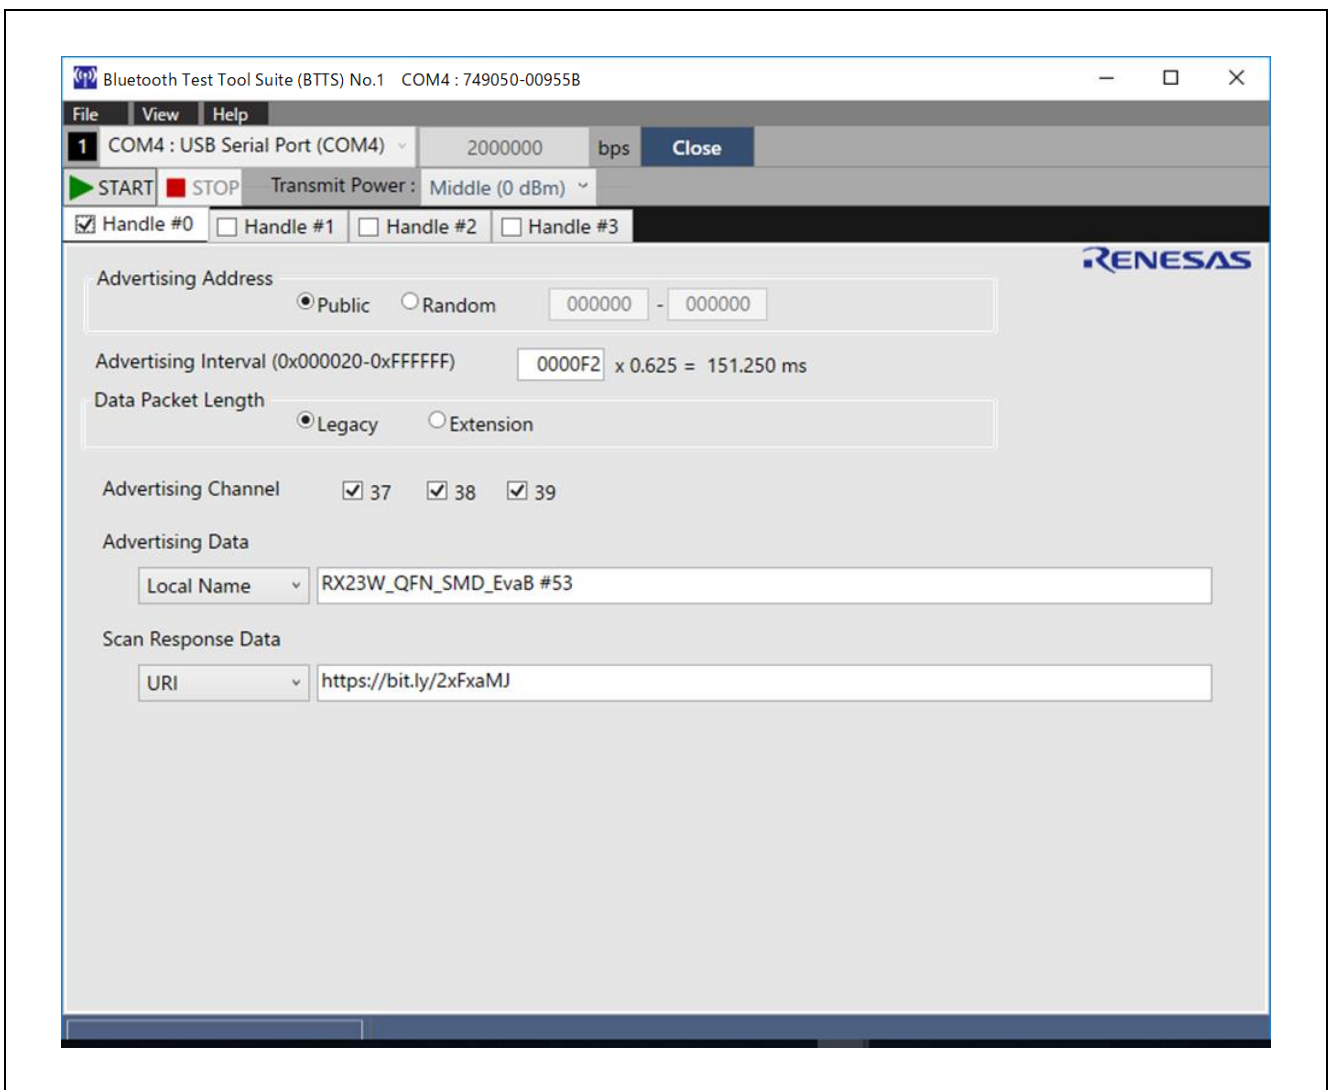 Bluetooth Test Tool Suite (BTTS) No.1 COM4 : 749050-00955B
File View Help
1 COM4 : USB Serial Port (COM4) 2000000 bps Close
START STOP Transmit Power : Middle (0 dBm)
Handle #0 Handle #1 Handle #2 Handle #3
RENESAS
Advertising Address
Public Random 000000 - 000000
Advertising Interval (0x000020-0xFFFFFF) 0000F2 x 0.625 = 151.250 ms
Data Packet Length
Legacy Extension
Advertising Channel 37 38 39
Advertising Data
Local Name RX23W_QFN_SMD_EvaB #53
Scan Response Data
URI https://bit.ly/2xFxaMJ